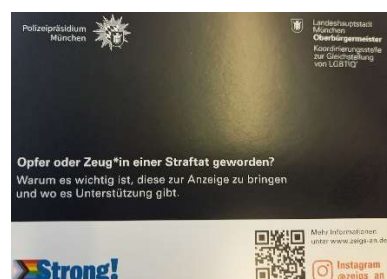 Polizeipräsidium
München
Landeshauptstadt
München
Oberbürgermeister
Koordinierungsstelle
zur Gleichstellung
von LGBTIQ*
Opfer oder Zeug*in einer Straftat geworden?
Warum es wichtig ist, diese zur Anzeige zu bringen
und wo es Unterstützung gibt.
Strong!
Mehr Informationen
unter www.zeigs-an.de
Instagram
@zeigs_an